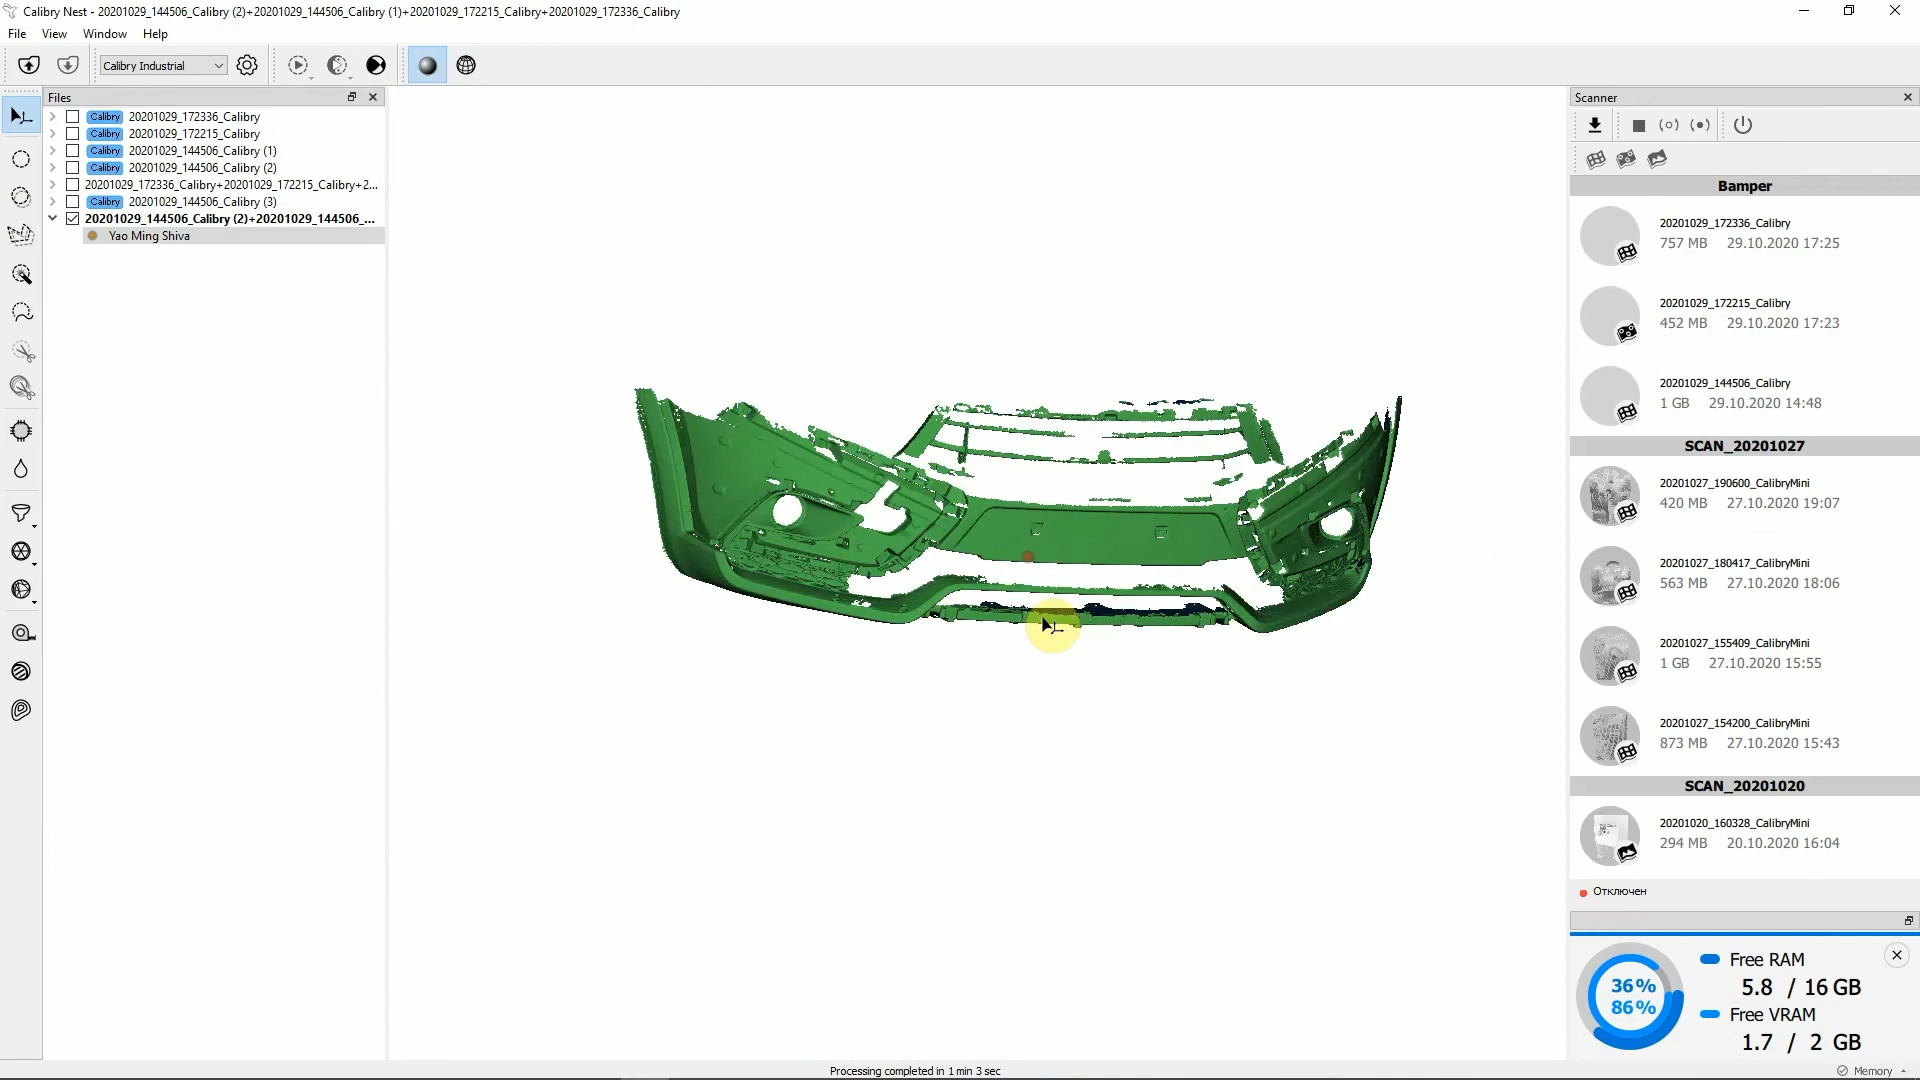 Calibry Nest - 20201029_144506_Calibry (2)+20201029_144506_Calibry (1)+20201029_172215_Calibry+20201029_172336_Calibry
File View Window Help
Calibry Industrial
Files
Calibry 20201029_172336_Calibry
Calibry 20201029_172215_Calibry
Calibry 20201029_144506_Calibry (1)
Calibry 20201029_144506_Calibry (2)
20201029_172336_Calibry+20201029_172215_Calibry+2...
Calibry 20201029_144506_Calibry (3)
20201029_144506_Calibry (2)+20201029_144506_...
Yao Ming Shiva
Scanner
Bamper
20201029_172336_Calibry
757 MB 29.10.2020 17:25
20201029_172215_Calibry
452 MB 29.10.2020 17:23
20201029_144506_Calibry
1 GB 29.10.2020 14:48
SCAN_20201027
20201027_190600_CalibryMini
420 MB 27.10.2020 19:07
20201027_180417_CalibryMini
563 MB 27.10.2020 18:06
20201027_155409_CalibryMini
1 GB 27.10.2020 15:55
20201027_154200_CalibryMini
873 MB 27.10.2020 15:43
SCAN_20201020
20201020_160328_CalibryMini
294 MB 20.10.2020 16:04
Отключен
36%
86%
Free RAM
5.8 / 16 GB
Free VRAM
1.7 / 2 GB
Processing completed in 1 min 3 sec
Memory